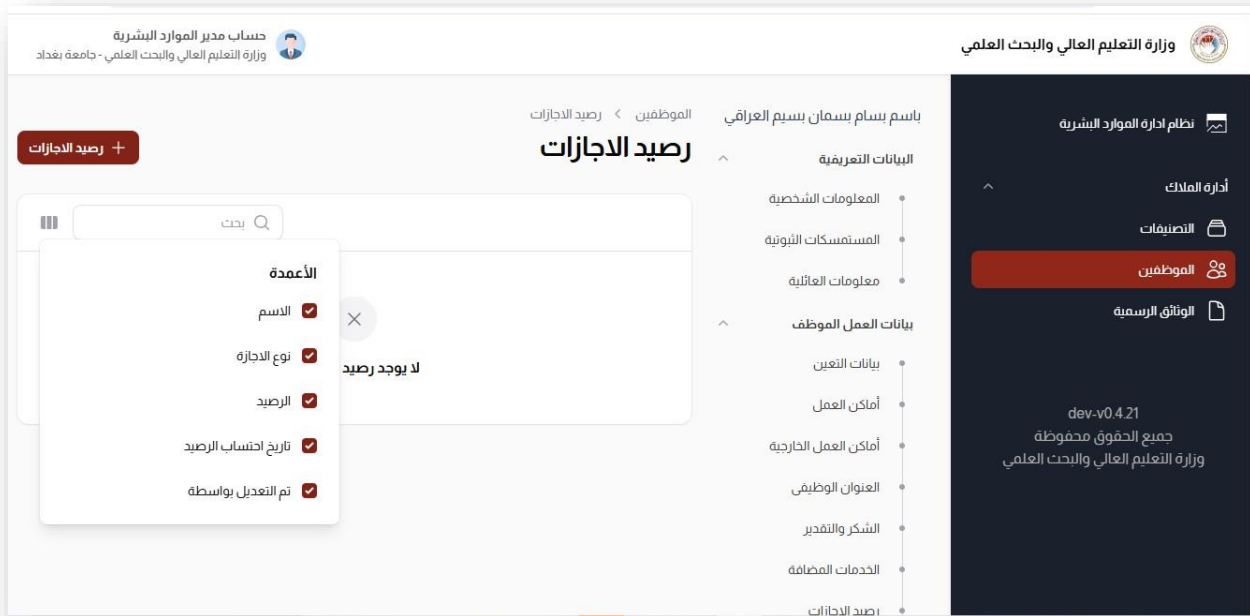 وزارة التعليم العالي والبحث العلمي
حساب مدير الموارد البشرية
وزارة التعليم العالي والبحث العلمي - جامعة بغداد
نظام ادارة الموارد البشرية
أدارة الملاك
التصنيفات
الموظفين
الوثائق الرسمية
dev-v0.4.21
جميع الحقوق محفوظة
وزارة التعليم العالي والبحث العلمي
باسم بسام بسمان بسيم العراقي
البيانات التعريفية
المعلومات الشخصية
المستمسكات الثبوتية
معلومات العائلية
بيانات العمل الموظف
بيانات التعين
أماكن العمل
أماكن العمل الخارجية
العنوان الوظيفي
الشكر والتقدير
الخدمات المضافة
رصيد الاجازات
الموظفين > رصيد الاجازات
رصيد الاجازات
+ رصيد الاجازات
بحث
لا يوجد رصيد
الأعمدة
الاسم
نوع الاجازة
الرصيد
تاريخ احتساب الرصيد
تم التعديل بواسطة